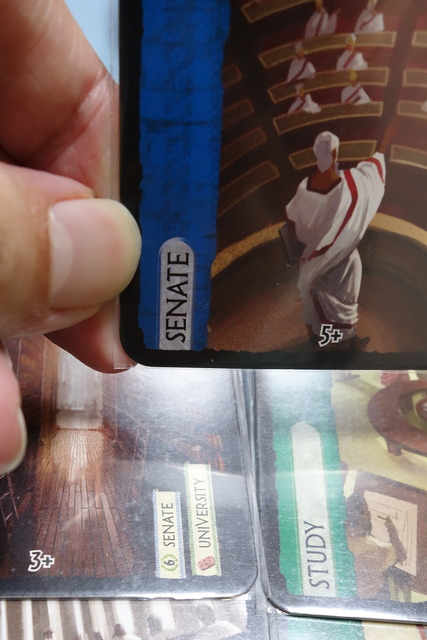 SENATE
5+
3+
6 SENATE
UNIVERSITY
STUDY